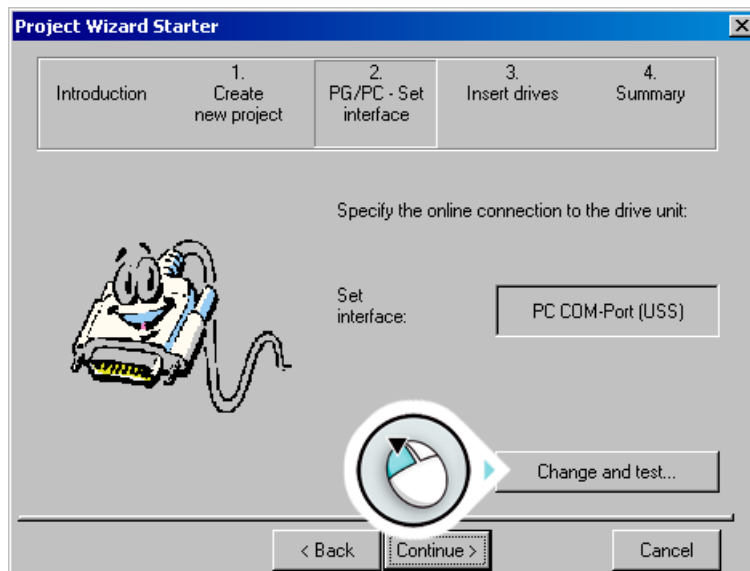 Project Wizard Starter
Introduction
1.
Create
new project
2.
PG/PC - Set
interface
3.
Insert drives
4.
Summary
Specify the online connection to the drive unit:
Set
interface:
PC COM-Port (USS)
Change and test...
< Back
Continue >
Cancel